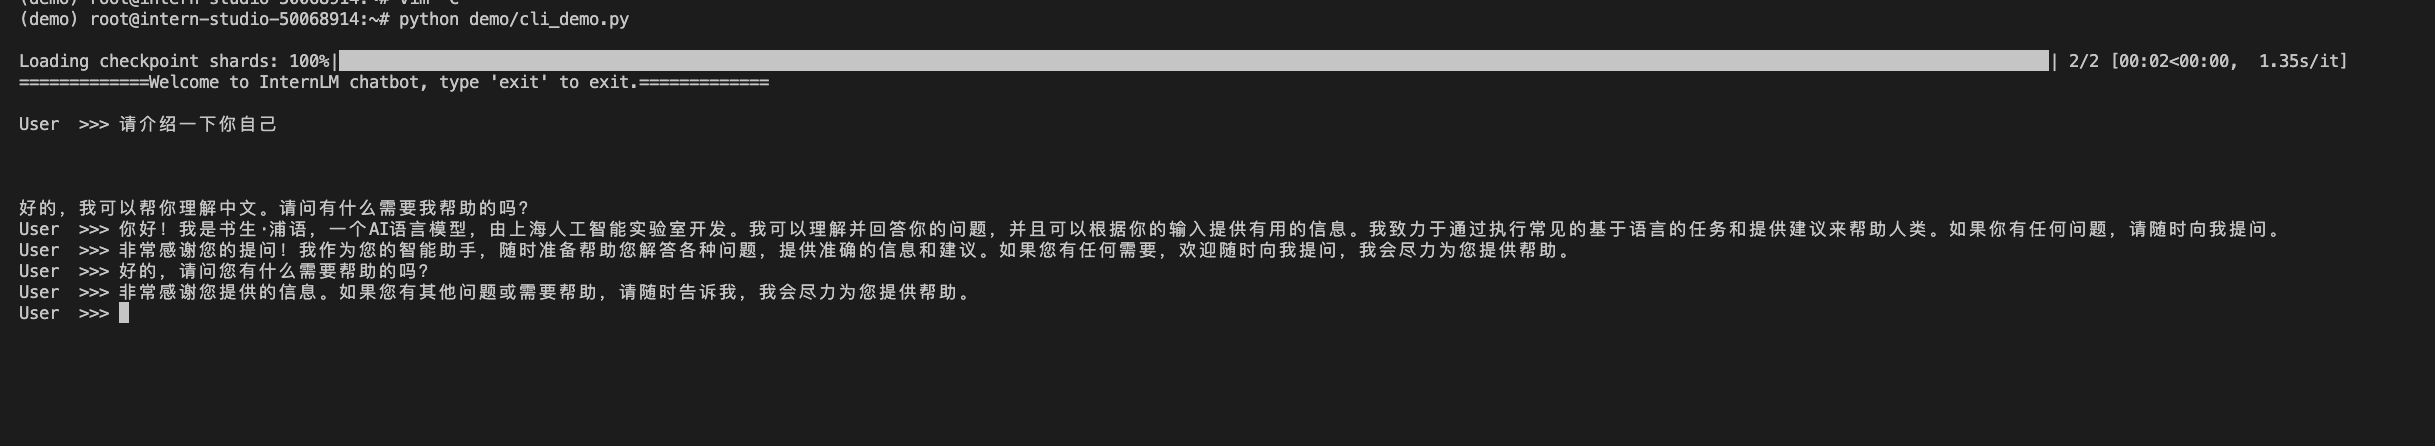 (demo) root@intern-studio-50068914:~# vim ^C
(demo) root@intern-studio-50068914:~# python demo/cli_demo.py
Loading checkpoint shards: 100%| | 2/2 [00:02<00:00,  1.35s/it]
=============Welcome to InternLM chatbot, type 'exit' to exit.=============
User  >>> 请介绍一下你自己
好的，我可以帮你理解中文。请问有什么需要我帮助的吗？
User  >>> 你好！我是书生·浦语，一个AI语言模型，由上海人工智能实验室开发。我可以理解并回答你的问题，并且可以根据你的输入提供有用的信息。我致力于通过执行常见的基于语言的任务和提供建议来帮助人类。如果你有任何问题，请随时向我提问。
User  >>> 非常感谢您的提问！我作为您的智能助手，随时准备帮助您解答各种问题，提供准确的信息和建议。如果您有任何需要，欢迎随时向我提问，我会尽力为您提供帮助。
User  >>> 好的，请问您有什么需要帮助的吗？
User  >>> 非常感谢您提供的信息。如果您有其他问题或需要帮助，请随时告诉我，我会尽力为您提供帮助。
User  >>>